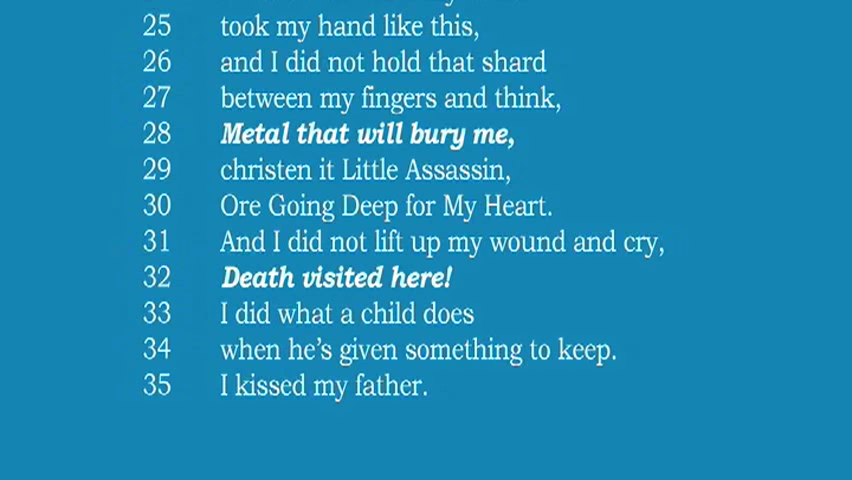 25 took my hand like this,
26 and I did not hold that shard
27 between my fingers and think,
28 Metal that will bury me,
29 christen it Little Assassin,
30 Ore Going Deep for My Heart.
31 And I did not lift up my wound and cry,
32 Death visited here!
33 I did what a child does
34 when he’s given something to keep.
35 I kissed my father.